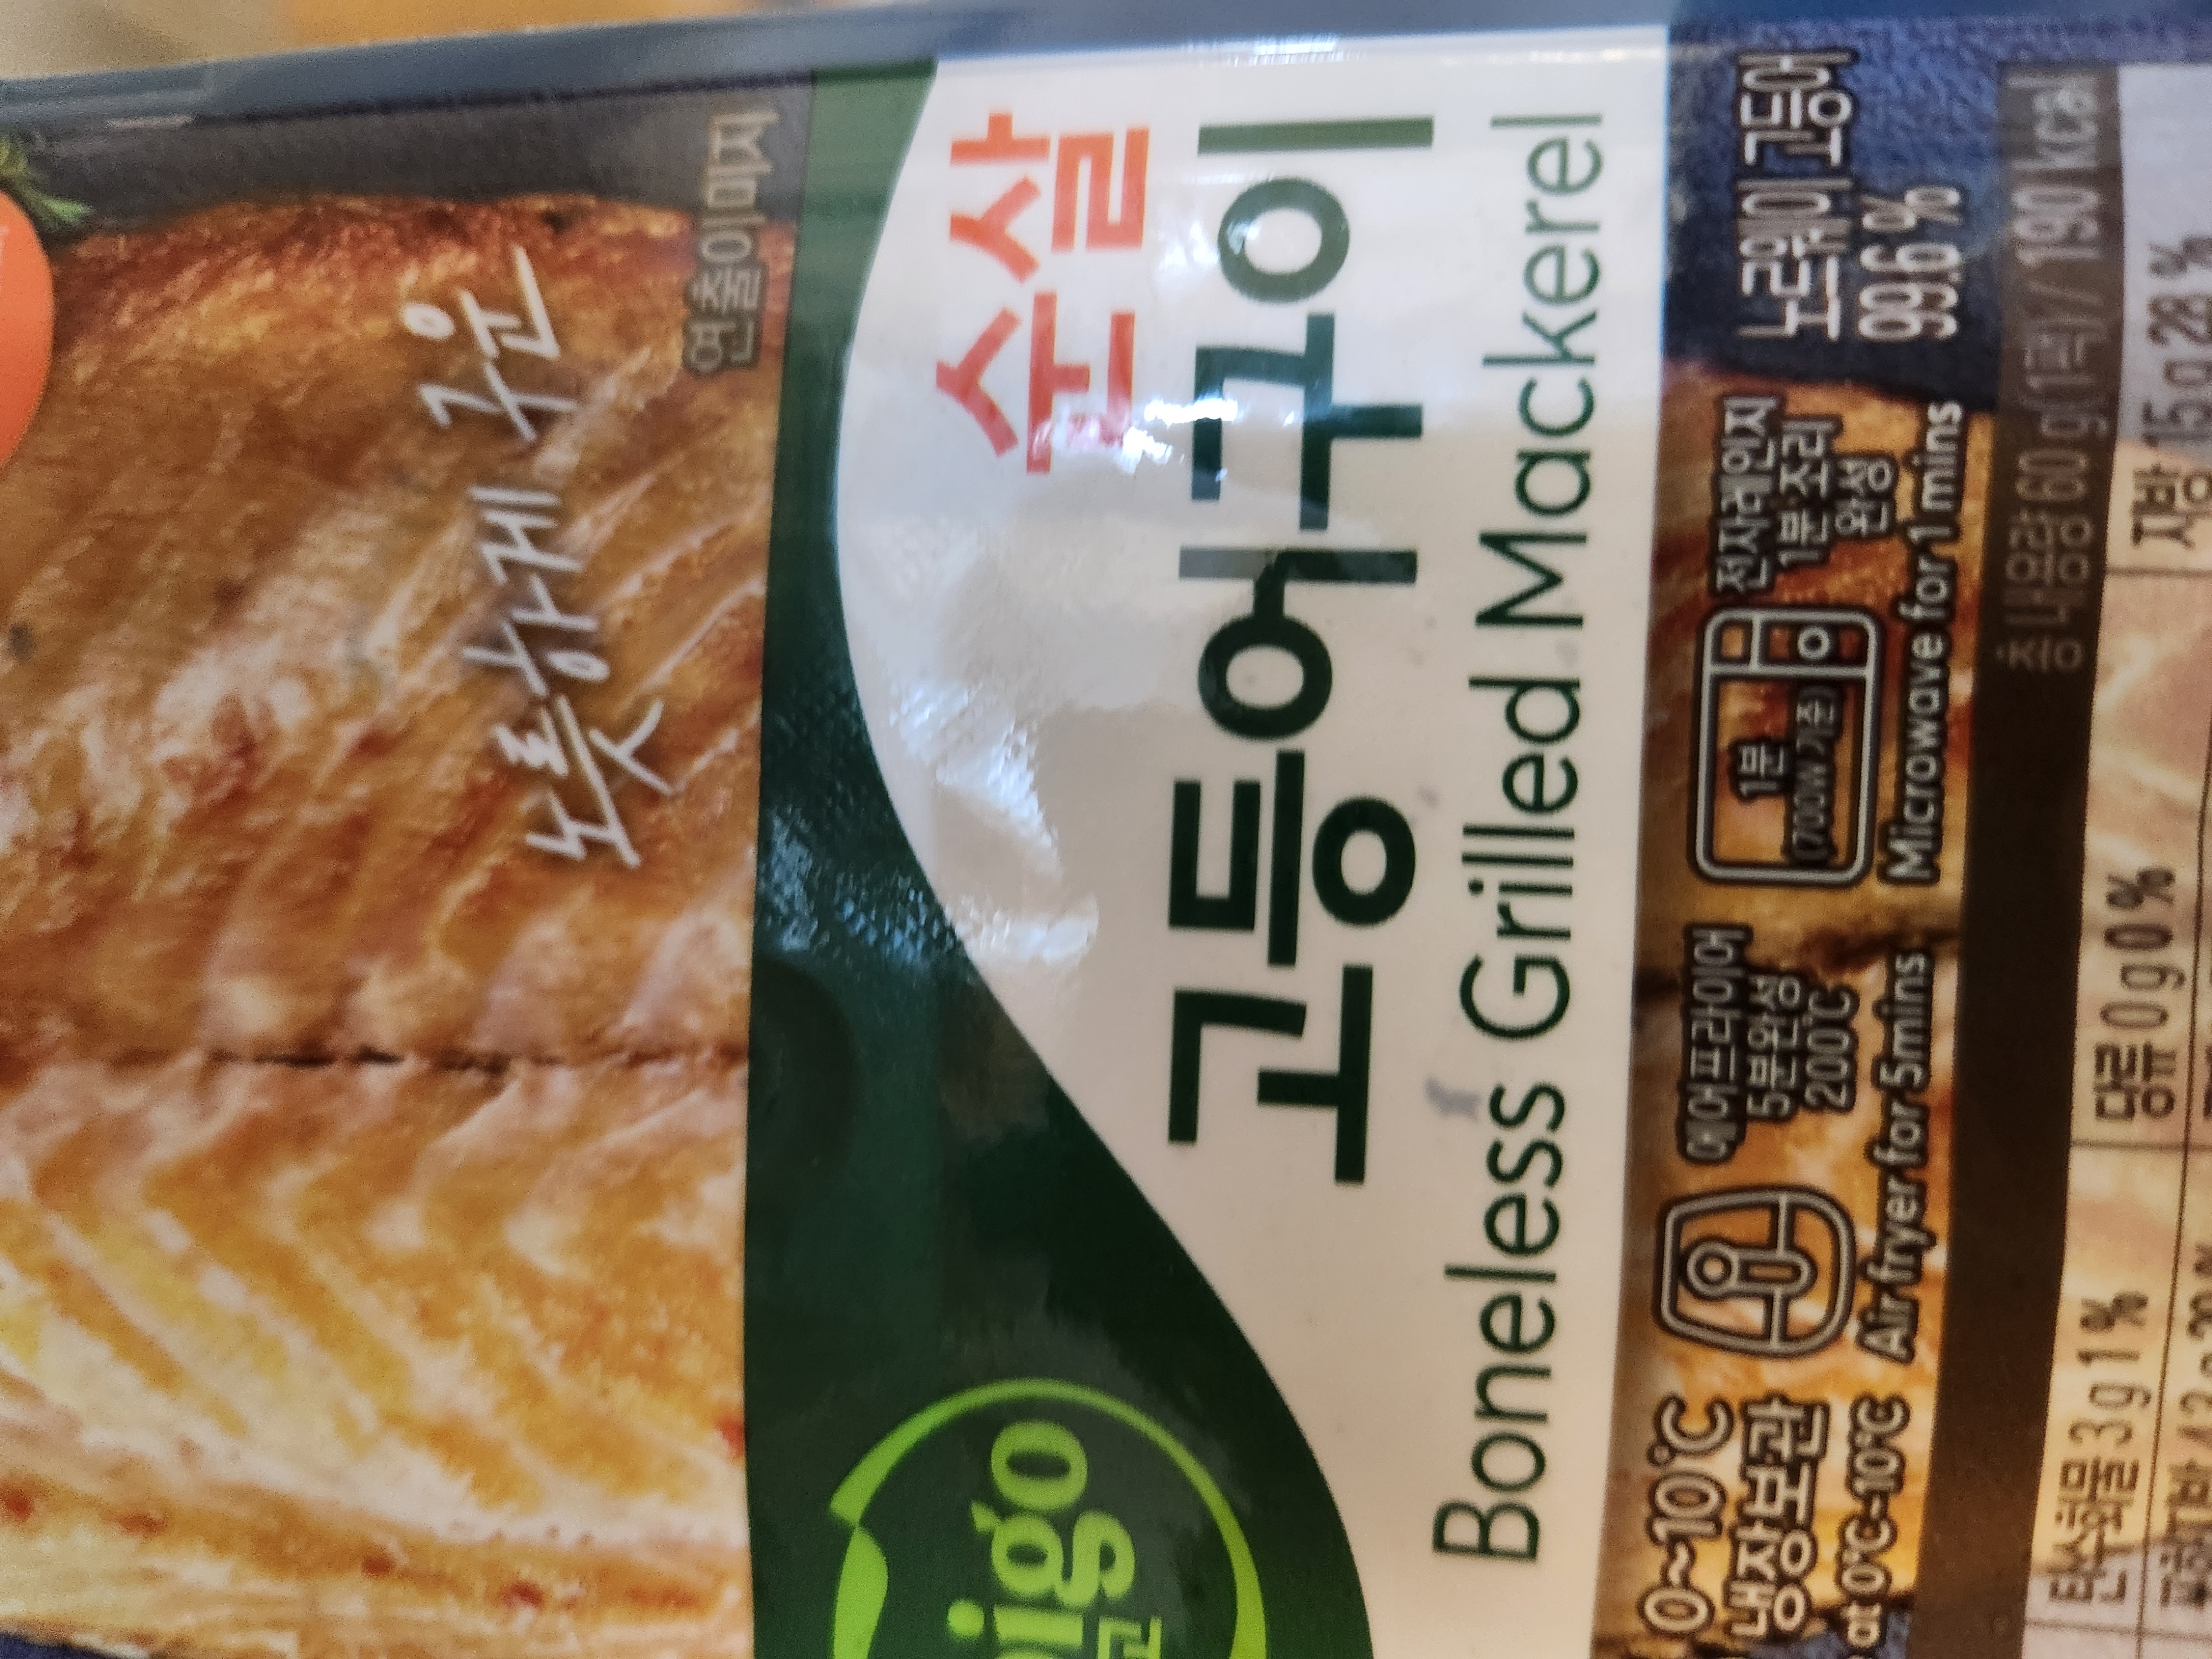 노릇하게 구운
연출이미지
순살
고등어구이
Boneless Grilled Mackerel
노르웨이 고등어
99.6 %
전자레인지
1분 조리
완성
1분
(700W 기준)
Microwave for 1 mins
에어프라이어
5분완성
200℃
Air fryer for 5mins
0~10℃
냉장보관
at 0℃-10℃
총 내용량 60 g(1팩) / 190 kcal
탄수화물 3 g 1 %
당류 0 g 0 %
지방 15 g 28 %